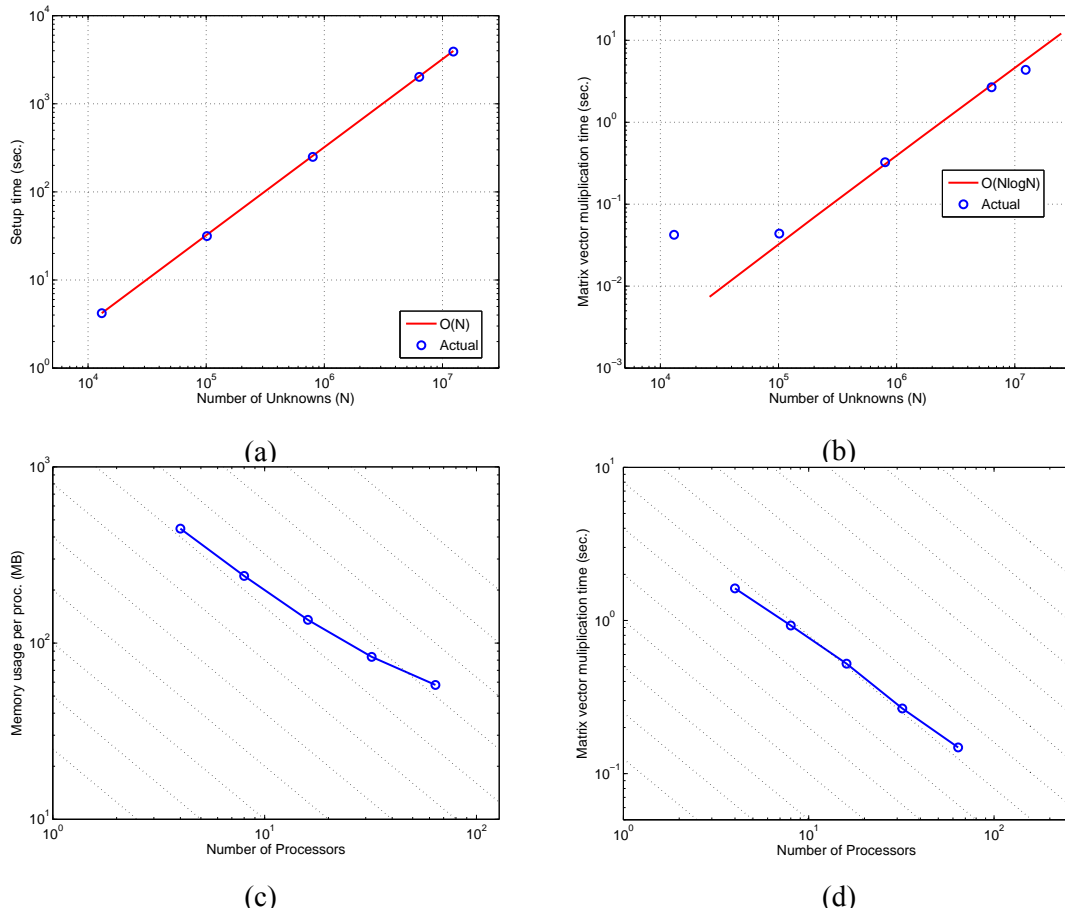 10^4
10^3
10^2
10^1
10^0
Setup time (sec.)
O(N)
Actual
10^4
10^5
10^6
10^7
Number of Unknowns (N)
(a)
10^1
10^0
10^−1
10^−2
10^−3
Matrix vector muliplication time (sec.)
O(NlogN)
Actual
10^4
10^5
10^6
10^7
Number of Unknowns (N)
(b)
10^3
10^2
10^1
Memory usage per proc. (MB)
10^0
10^1
10^2
Number of Processors
(c)
10^1
10^0
10^−1
Matrix vector muliplication time (sec.)
10^0
10^1
10^2
Number of Processors
(d)